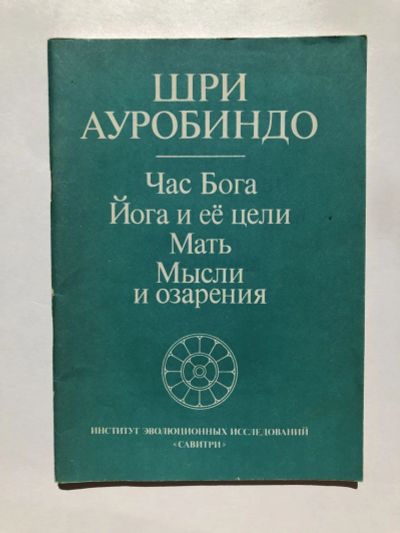 ШРИ
АУРОБИНДО
Час Бога
Йога и её цели
Мать
Мысли
и озарения
ИНСТИТУТ ЭВОЛЮЦИОННЫХ ИССЛЕДОВАНИЙ
«САВИТРИ»